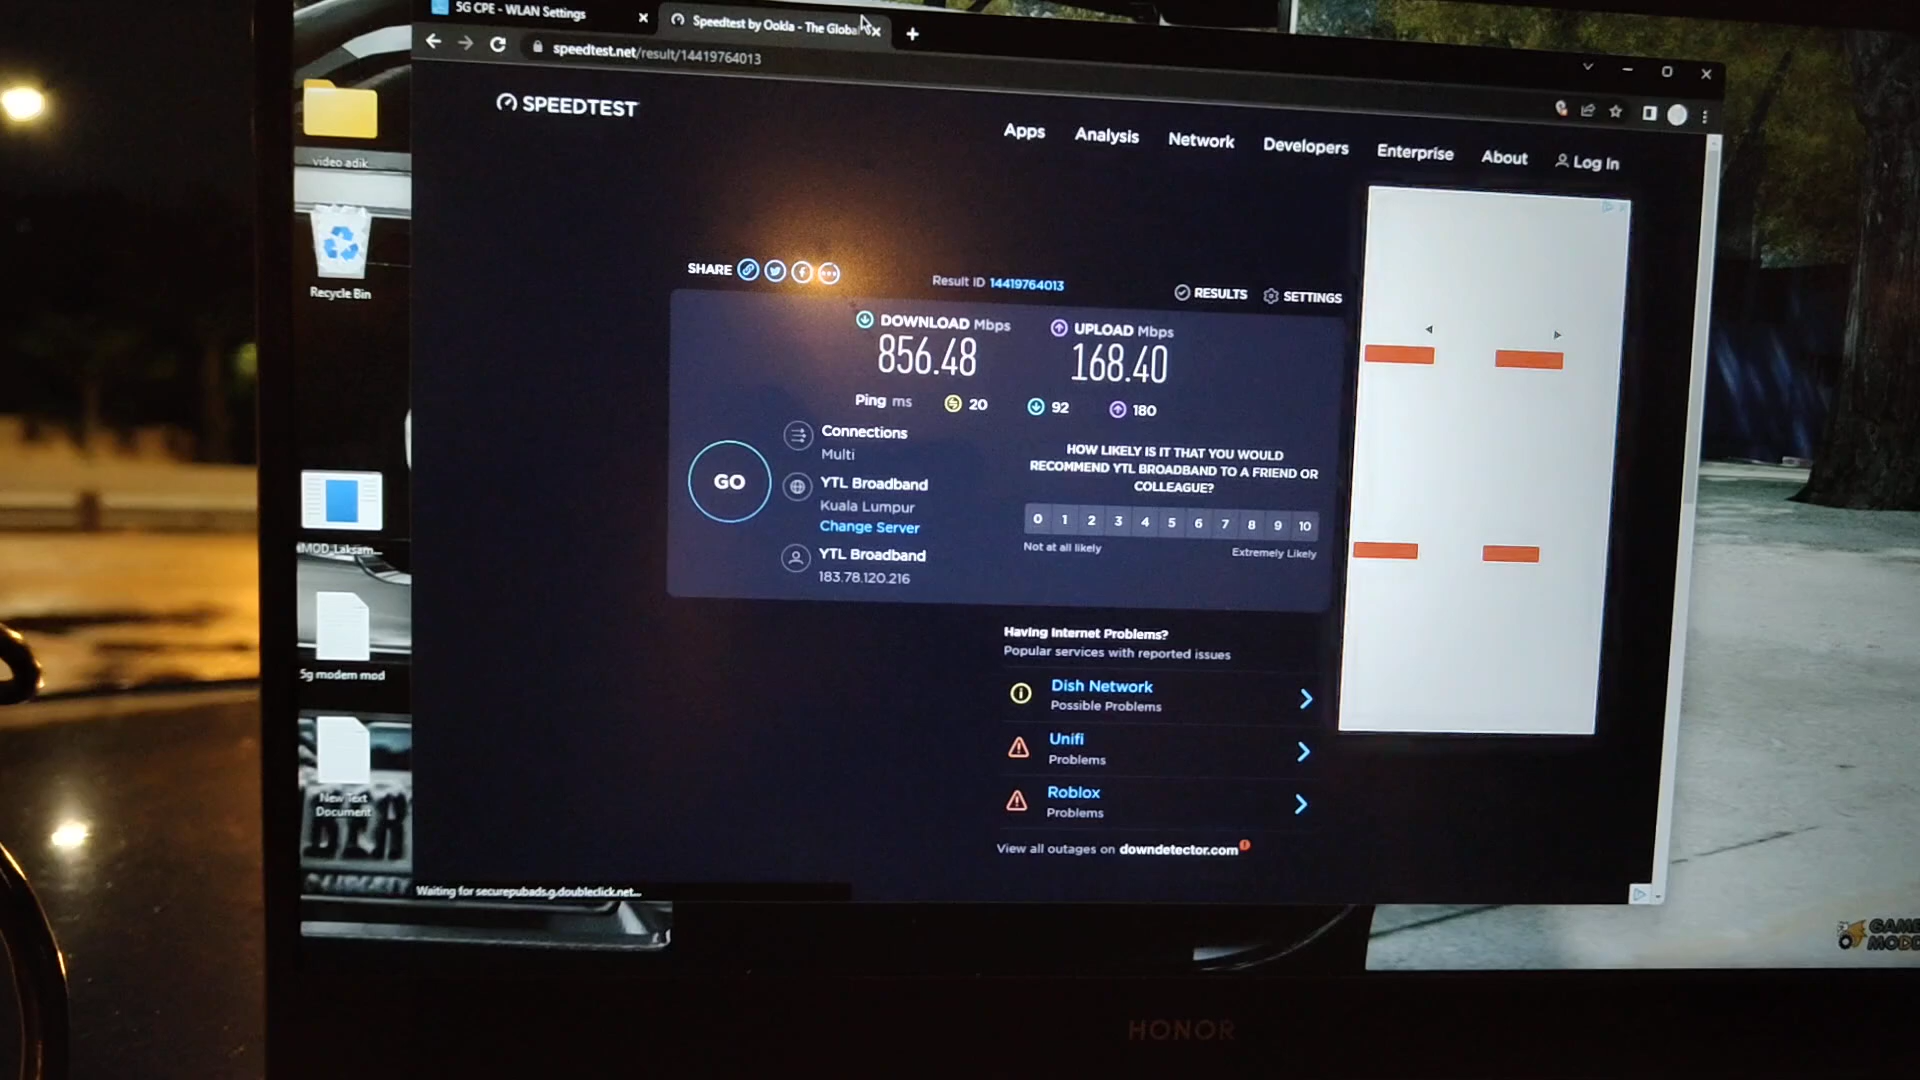 5G CPE - WLAN Settings
Speedtest by Ookla - The Globa
speedtest.net/result/14419764013
SPEEDTEST
Apps
Analysis
Network
Developers
Enterprise
About
Log In
video adik
Recycle Bin
SHARE
Result ID 14419764013
RESULTS
SETTINGS
DOWNLOAD Mbps
UPLOAD Mbps
856.48
168.40
Ping ms
20
92
180
GO
Connections
Multi
YTL Broadband
Kuala Lumpur
Change Server
YTL Broadband
183.78.120.216
HOW LIKELY IS IT THAT YOU WOULD
RECOMMEND YTL BROADBAND TO A FRIEND OR
COLLEAGUE?
0 1 2 3 4 5 6 7 8 9 10
Not at all likely
Extremely Likely
MOD_Laksam...
5g modem mod
New Text
Document
Having Internet Problems?
Popular services with reported issues
Dish Network
Possible Problems
Unifi
Problems
Roblox
Problems
View all outages on downdetector.com
Waiting for securepubads.g.doubleclick.net...
GAME
MODD
HONOR